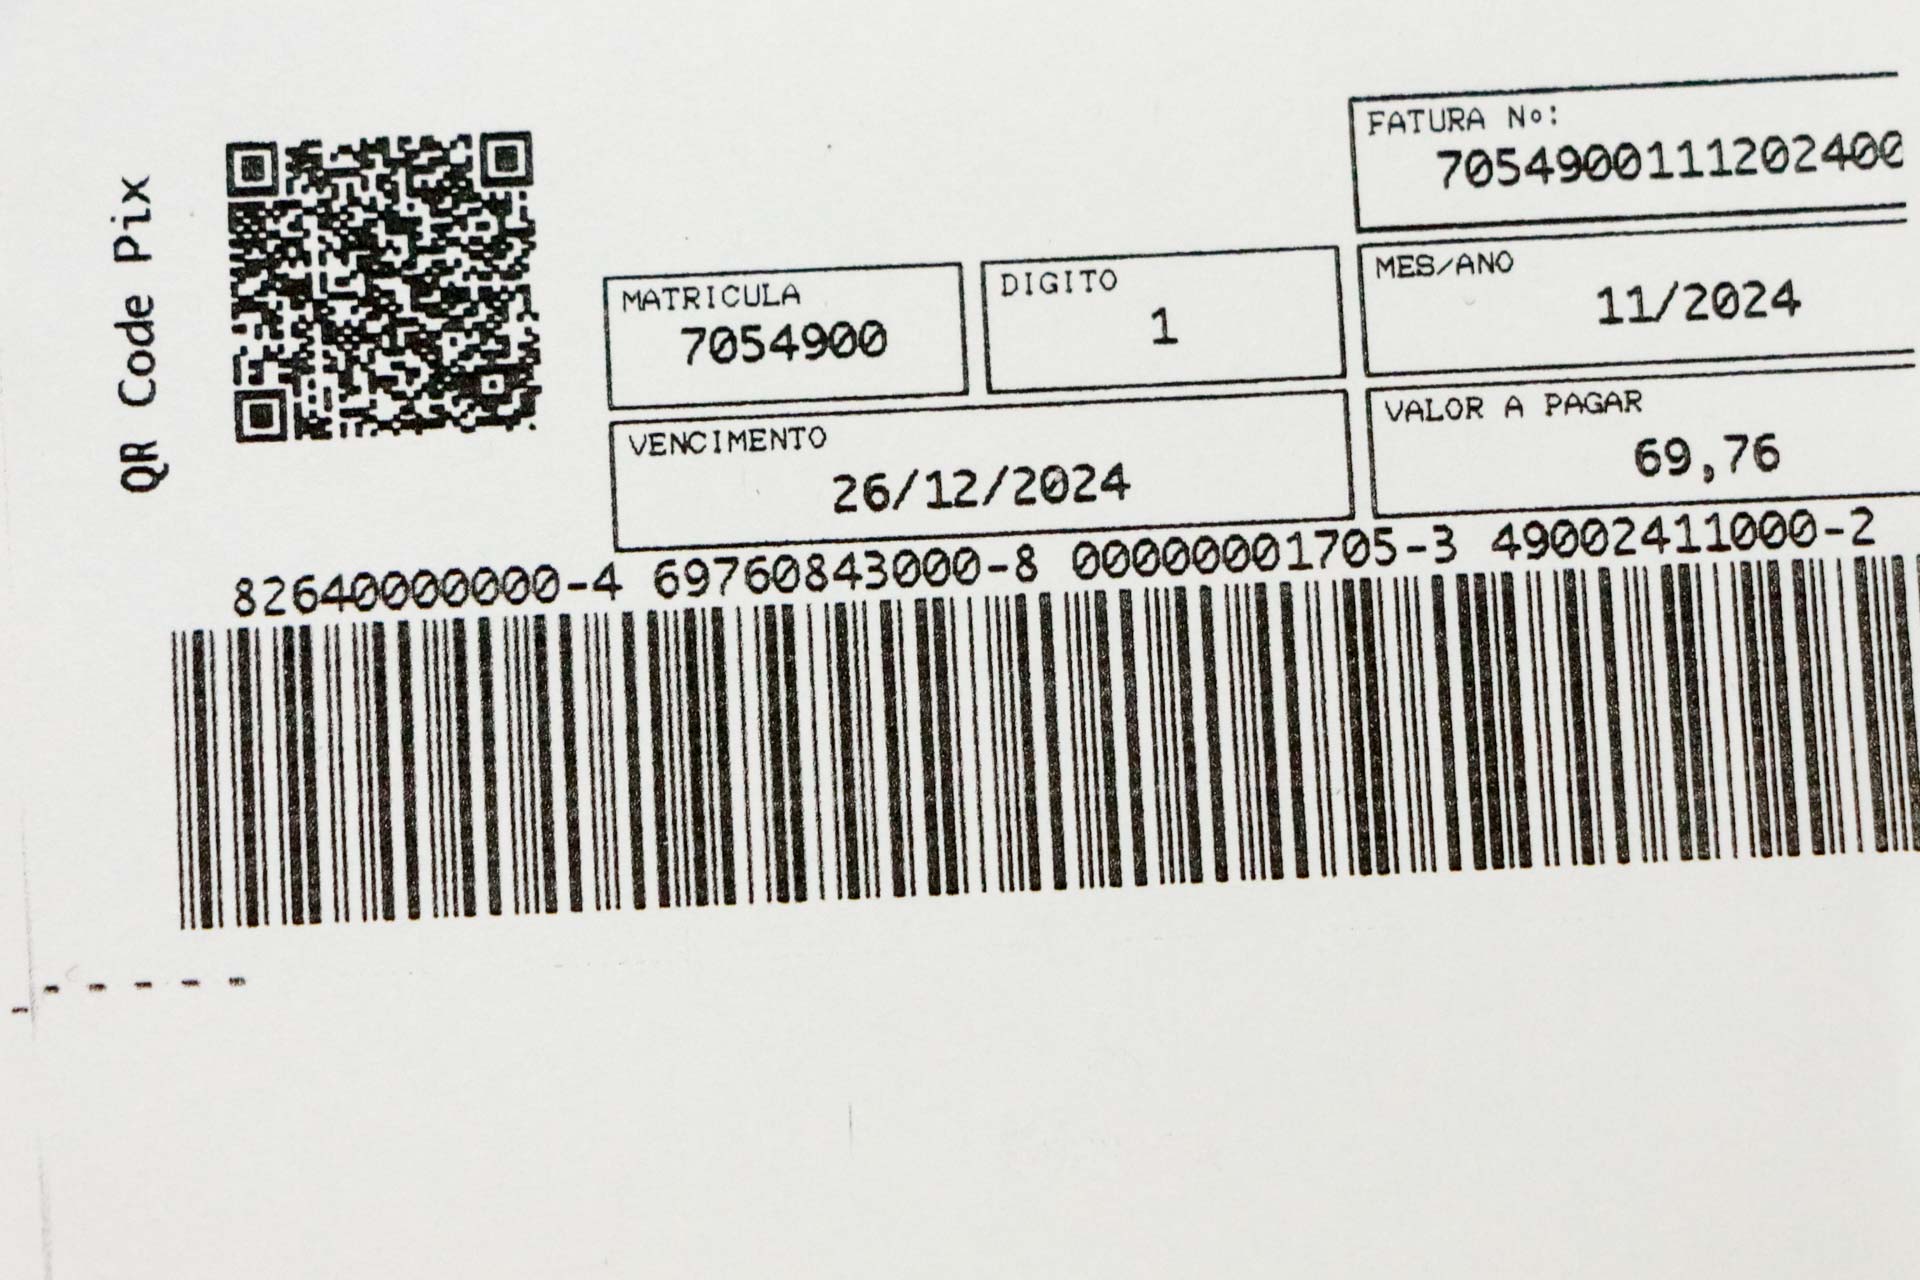 QR Code Pix
FATURA Nº:
705490011120240
MATRICULA
7054900
DIGITO
1
MES/ANO
11/2024
VENCIMENTO
26/12/2024
VALOR A PAGAR
69,76
82640000000-4 69760843000-8 00000001705-3 49002411000-2